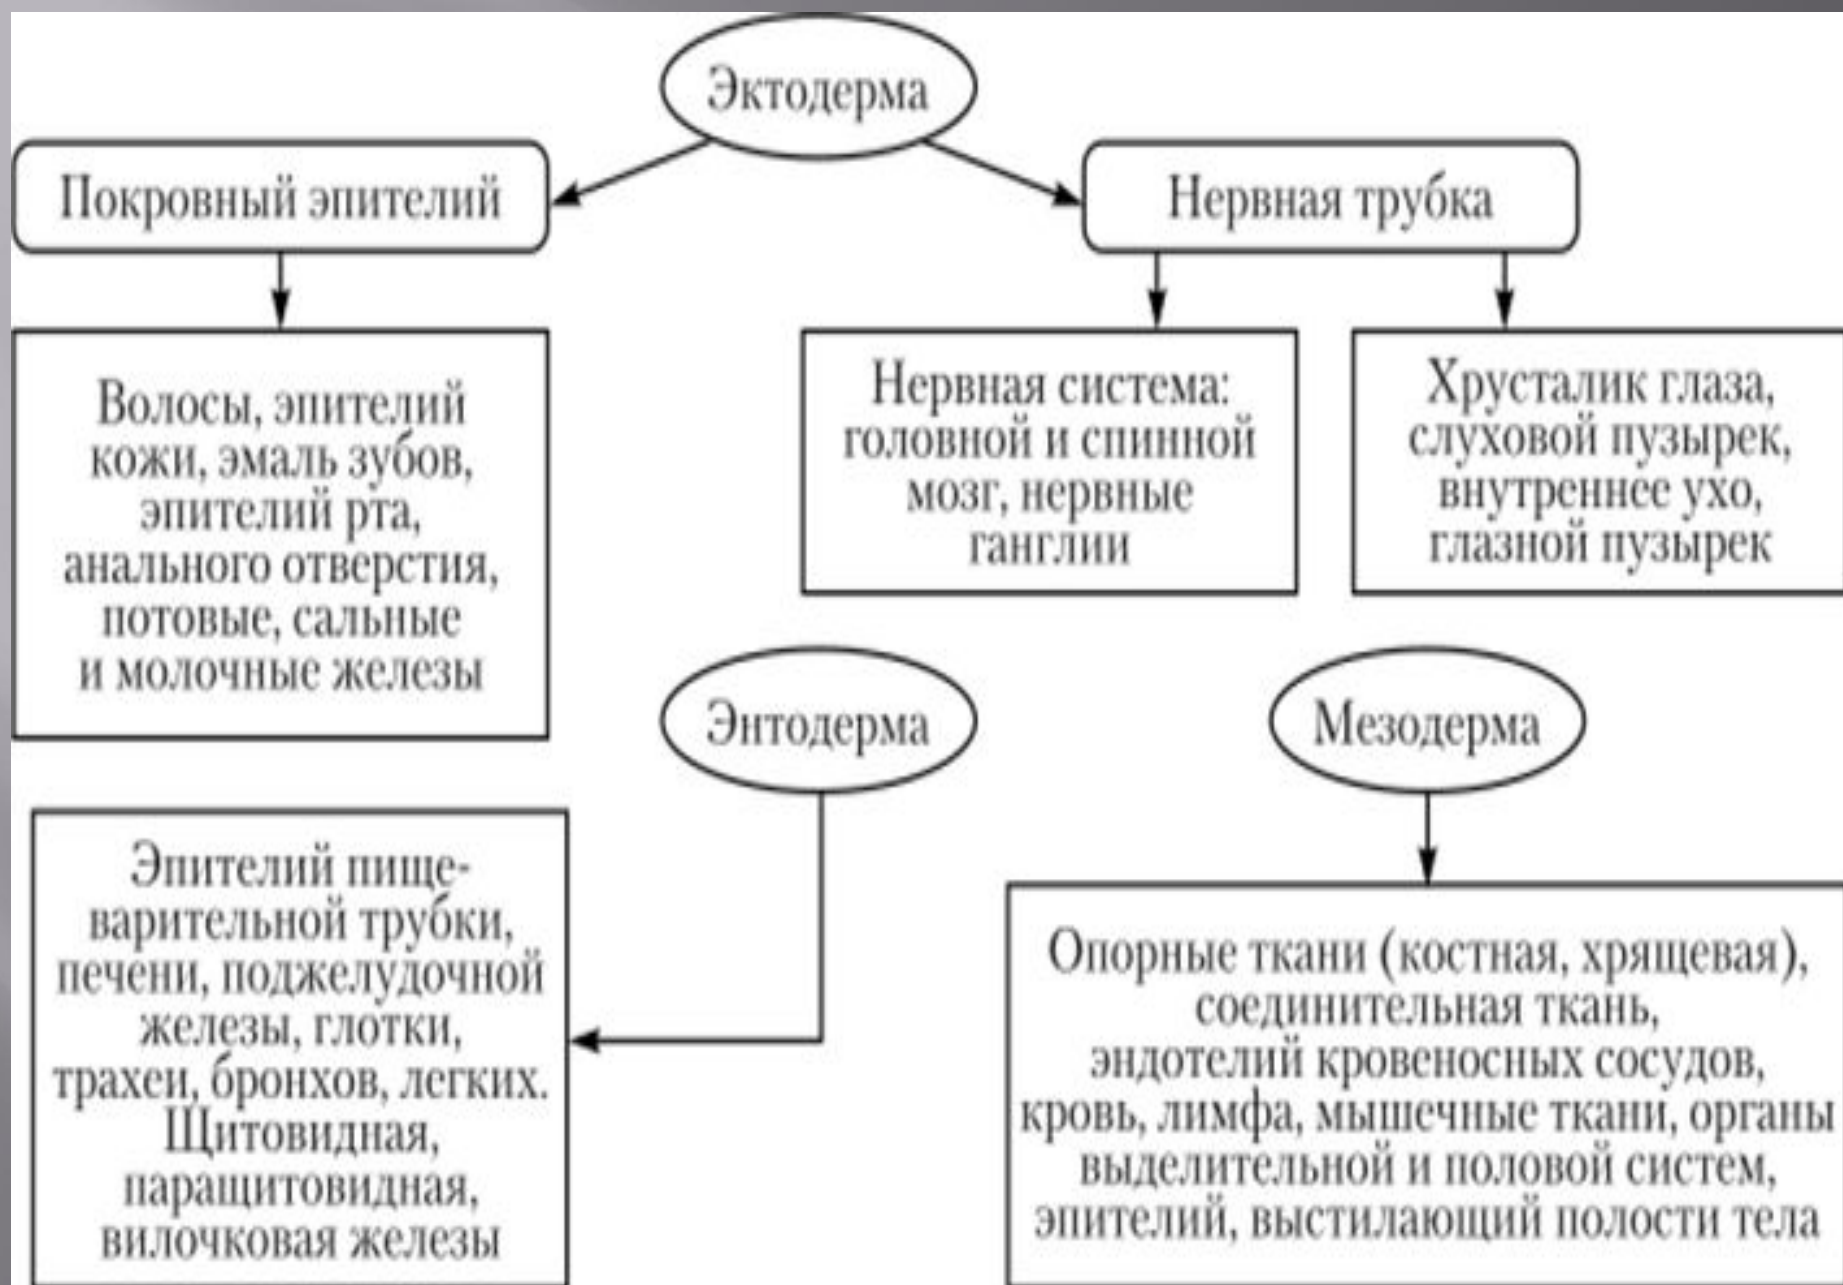 Эктодерма
Покровный эпителий
Нервная трубка
Волосы, эпителий
кожи, эмаль зубов,
эпителий рта,
анального отверстия,
потовые, сальные
и молочные железы
Нервная система:
головной и спинной
мозг, нервные
ганглии
Хрусталик глаза,
слуховой пузырек,
внутреннее ухо,
глазной пузырек
Энтодерма
Мезодерма
Эпителий пище-
варительной трубки,
печени, поджелудочной
железы, глотки,
трахеи, бронхов, легких.
Щитовидная,
паращитовидная,
вилочковая железы
Опорные ткани (костная, хрящевая),
соединительная ткань,
эндотелий кровеносных сосудов,
кровь, лимфа, мышечные ткани, органы
выделительной и половой систем,
эпителий, выстилающий полости тела